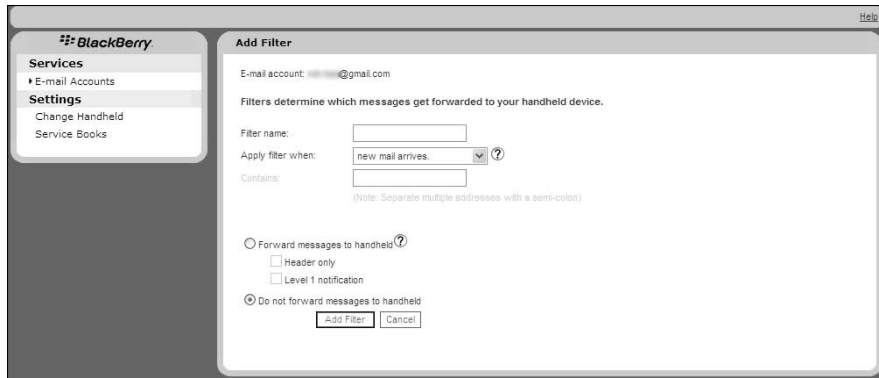 Help
BlackBerry
Services
E-mail Accounts
Settings
Change Handheld
Service Books
Add Filter
E-mail account: @gmail.com
Filters determine which messages get forwarded to your handheld device.
Filter name:
Apply filter when: new mail arrives. ?
Contains:
(Note: Separate multiple addresses with a semi-colon)
Forward messages to handheld ?
Header only
Level 1 notification
Do not forward messages to handheld
Add Filter Cancel